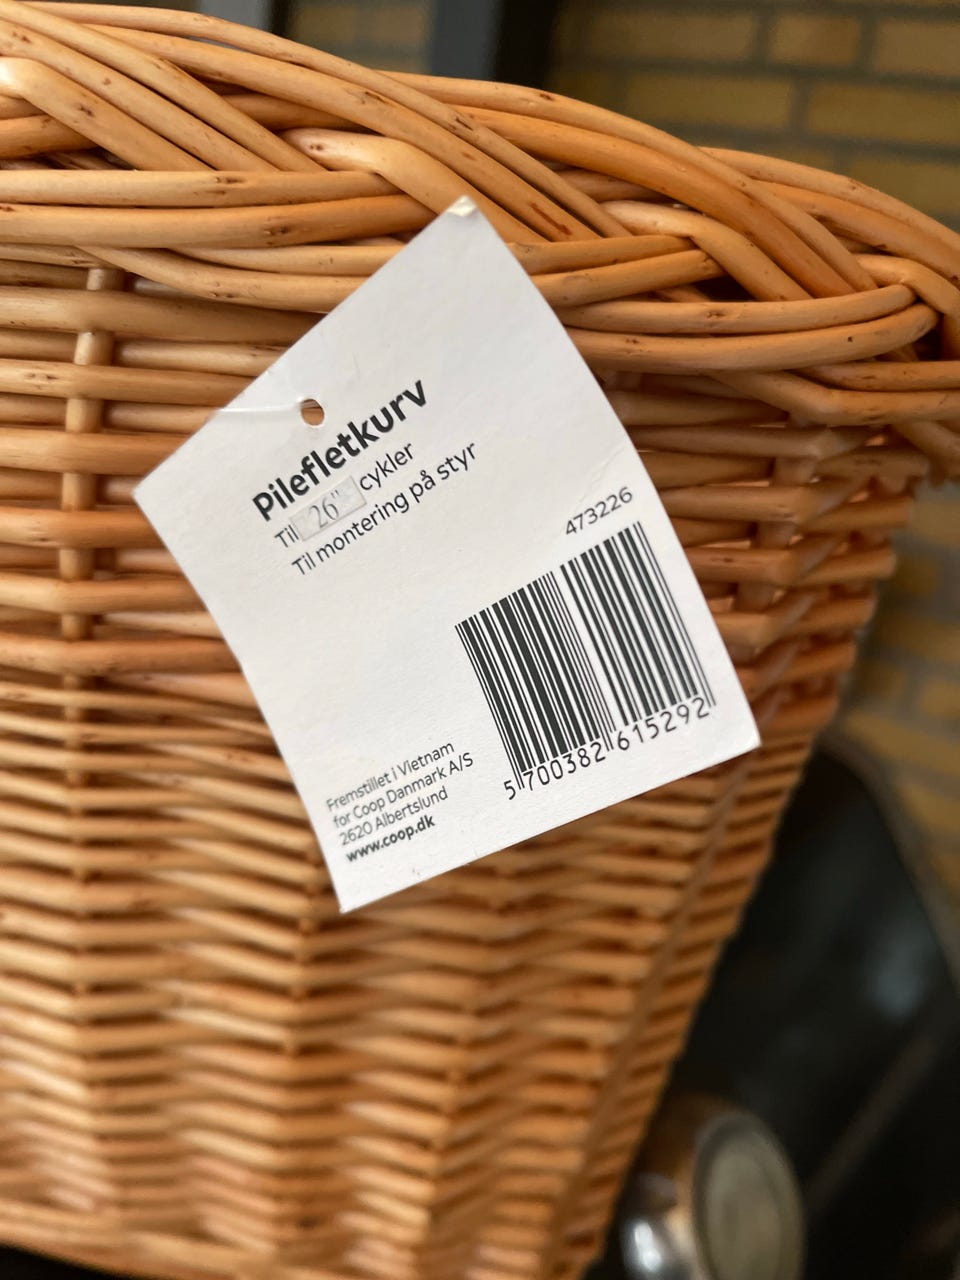 Pilefletkurv
Til 26" cykler
Til montering på styr
473226
5 700382 615292
Fremstillet i Vietnam
for Coop Danmark A/S
2620 Albertslund
www.coop.dk